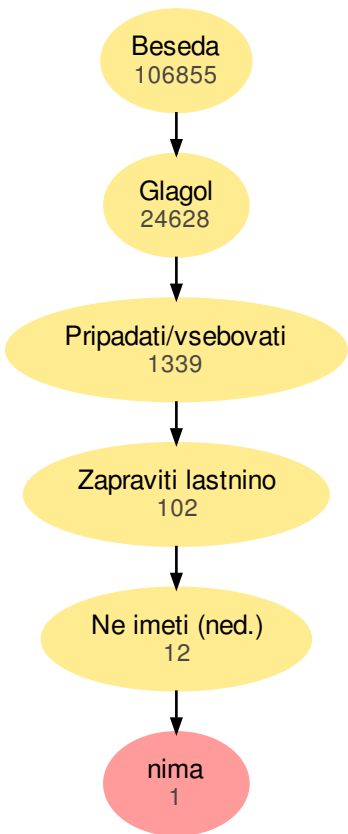 Beseda
106855
Glagol
24628
Pripadati/vsebovati
1339
Zapraviti lastnino
102
Ne imeti (ned.)
12
nima
1